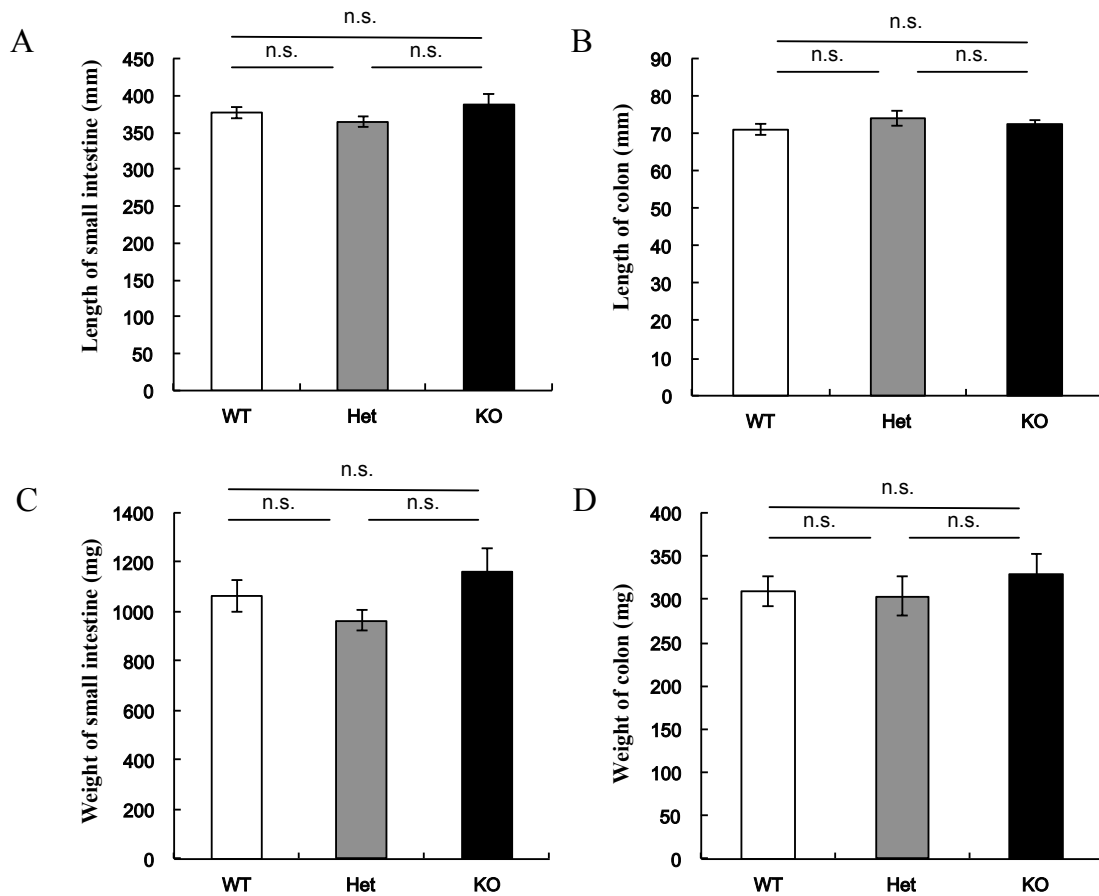 A
n.s.
n.s. n.s.
Length of small intestine (mm)
450
400
350
300
250
200
150
100
50
0
WT Het KO
B
n.s.
n.s. n.s.
Length of colon (mm)
90
80
70
60
50
40
30
20
10
0
WT Het KO
C
n.s.
n.s. n.s.
Weight of small intestine (mg)
1400
1200
1000
800
600
400
200
0
WT Het KO
D
n.s.
n.s. n.s.
Weight of colon (mg)
400
350
300
250
200
150
100
50
0
WT Het KO